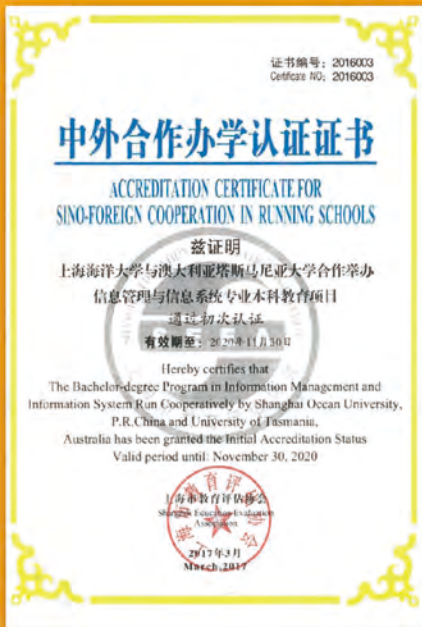 证书编号：2016003
Certificate NO: 2016003
中外合作办学认证证书
ACCREDITATION CERTIFICATE FOR
SINO-FOREIGN COOPERATION IN RUNNING SCHOOLS
兹证明
上海海洋大学与澳大利亚塔斯马尼亚大学合作举办
信息管理与信息系统专业本科教育项目
通过初次认证
有效期至：2020年11月30日
Hereby certifies that
The Bachelor-degree Program in Information Management and
Information System Run Cooperatively by Shanghai Ocean University,
P.R.China and University of Tasmania,
Australia has been granted the Initial Accreditation Status
Valid period until: November 30, 2020
上海市教育评估协会
Shanghai Education Evaluation
Association
2017年3月
March,2017